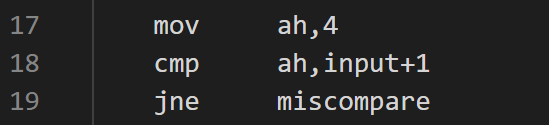 17 mov ah,4
18 cmp ah,input+1
19 jne miscompare